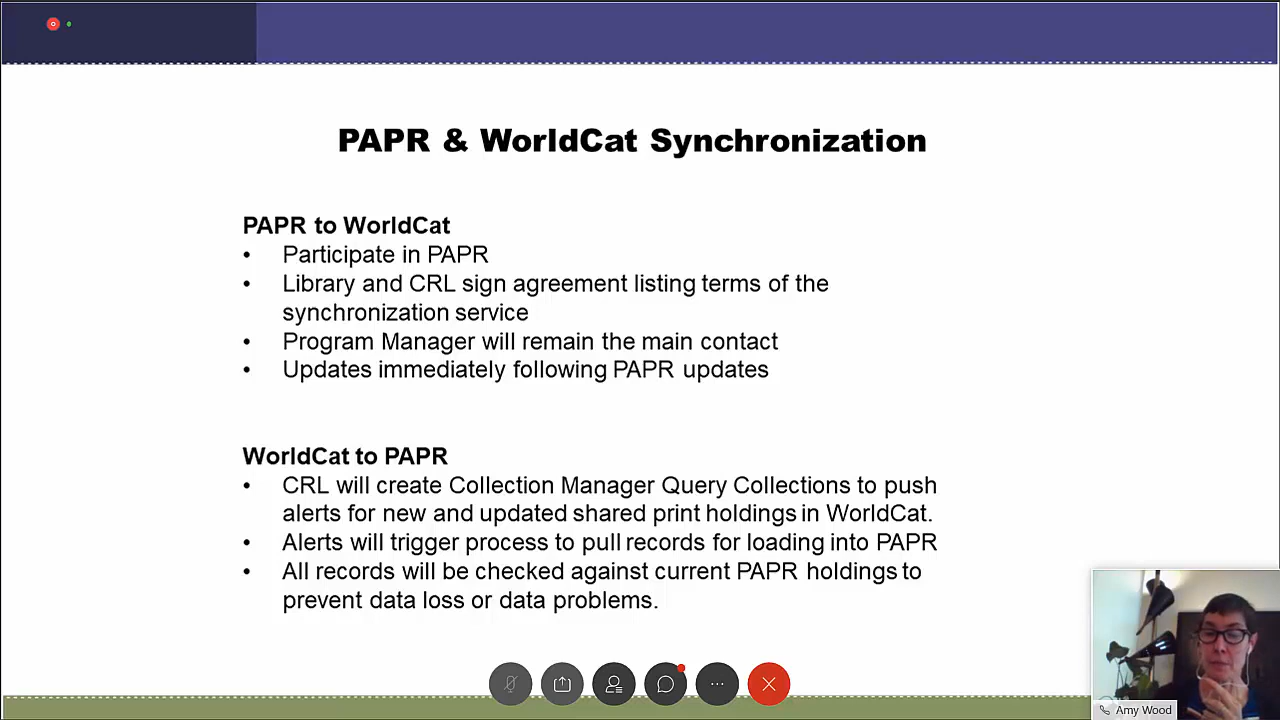 PAPR & WorldCat Synchronization
PAPR to WorldCat
• Participate in PAPR
• Library and CRL sign agreement listing terms of the
synchronization service
• Program Manager will remain the main contact
• Updates immediately following PAPR updates
WorldCat to PAPR
• CRL will create Collection Manager Query Collections to push
alerts for new and updated shared print holdings in WorldCat.
• Alerts will trigger process to pull records for loading into PAPR
• All records will be checked against current PAPR holdings to
prevent data loss or data problems.
Amy Wood